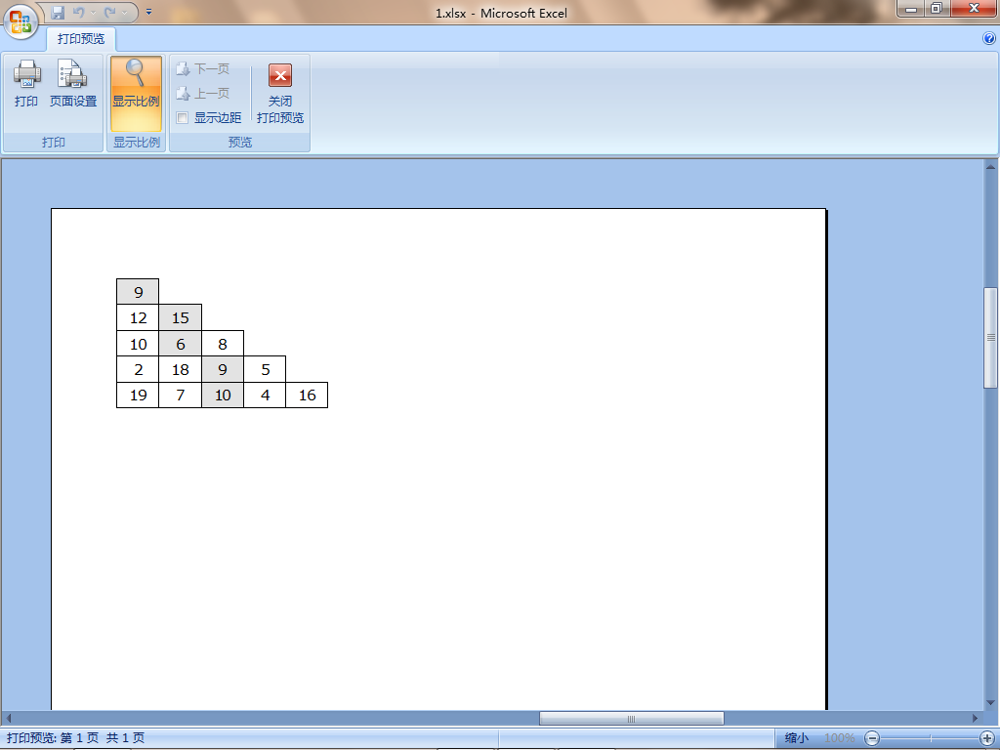 1.xlsx - Microsoft Excel
打印预览
打印
页面设置
显示比例
下一页
上一页
显示边距
关闭
打印预览
打印
显示比例
预览
9
12 15
10 6 8
2 18 9 5
19 7 10 4 16
打印预览: 第 1 页 共 1 页
缩小 100%